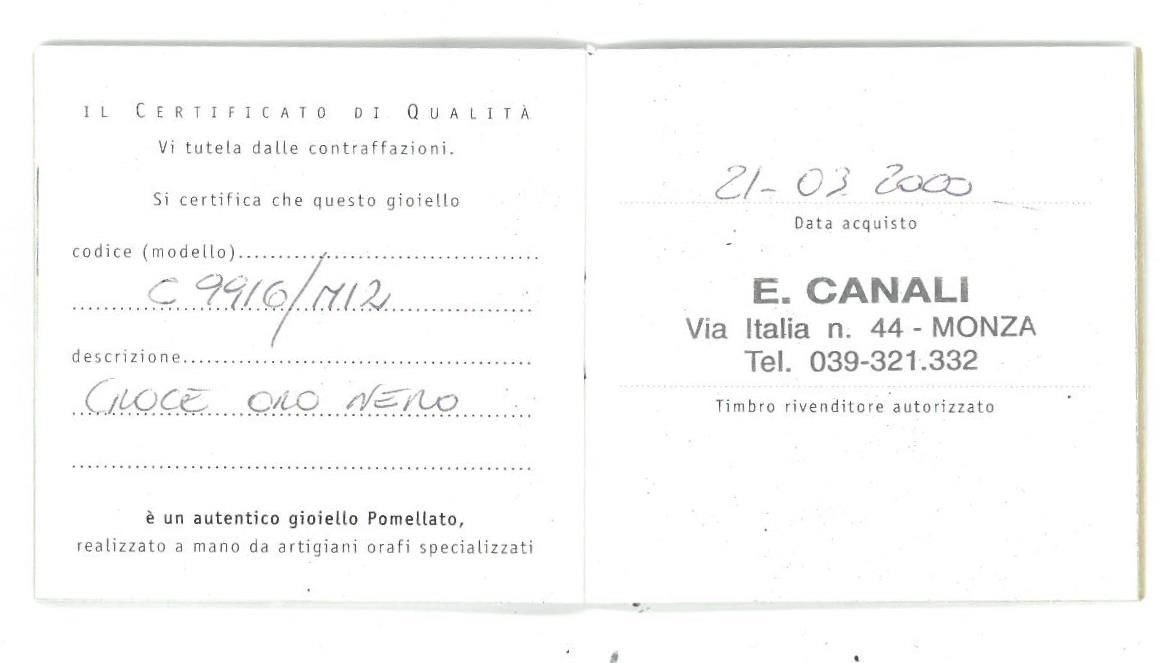 IL CERTIFICATO DI QUALITÀ
Vi tutela dalle contraffazioni.
Si certifica che questo gioiello
codice (modello)
C 9916/M12
descrizione
CROCE ORO NERO
è un autentico gioiello Pomellato,
realizzato a mano da artigiani orafi specializzati
21-03 2000
Data acquisto
E. CANALI
Via Italia n. 44 - MONZA
Tel. 039-321.332
Timbro rivenditore autorizzato